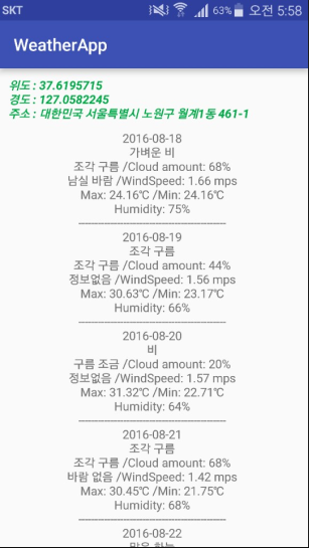 SKT 63% 오전 5:58
WeatherApp
위도 : 37.6195715
경도 : 127.0582245
주소 : 대한민국 서울특별시 노원구 월계1동 461-1
2016-08-18
가벼운 비
조각 구름 /Cloud amount: 68%
남실 바람 /WindSpeed: 1.66 mps
Max: 24.16℃ /Min: 24.16℃
Humidity: 75%
2016-08-19
조각 구름
조각 구름 /Cloud amount: 44%
정보없음 /WindSpeed: 1.56 mps
Max: 30.63℃ /Min: 23.17℃
Humidity: 66%
2016-08-20
비
구름 조금 /Cloud amount: 20%
정보없음 /WindSpeed: 1.57 mps
Max: 31.32℃ /Min: 22.71℃
Humidity: 64%
2016-08-21
조각 구름
조각 구름 /Cloud amount: 68%
바람 없음 /WindSpeed: 1.42 mps
Max: 30.45℃ /Min: 21.75℃
Humidity: 68%
2016-08-22